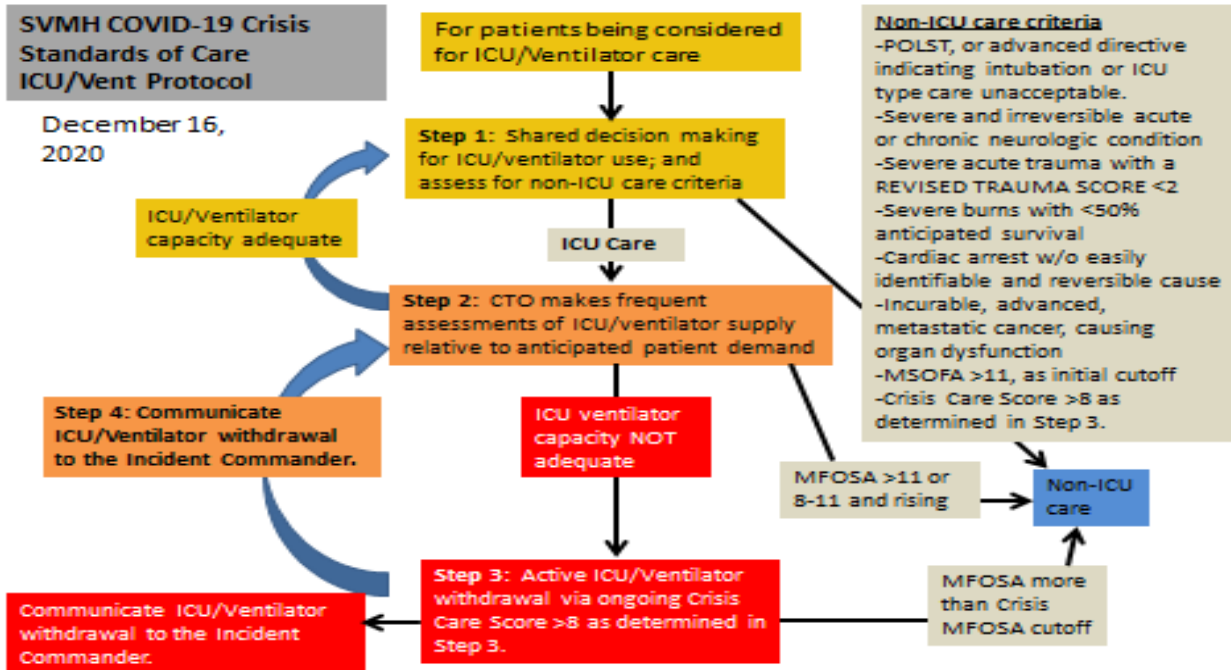 SVMH COVID-19 Crisis
Standards of Care
ICU/Vent Protocol
December 16,
2020
For patients being considered
for ICU/Ventilator care
Step 1: Shared decision making
for ICU/ventilator use; and
assess for non-ICU care criteria
ICU/Ventilator
capacity adequate
ICU Care
Step 2: CTO makes frequent
assessments of ICU/ventilator supply
relative to anticipated patient demand
Step 4: Communicate
ICU/Ventilator withdrawal
to the Incident Commander.
ICU ventilator
capacity NOT
adequate
Step 3: Active ICU/Ventilator
withdrawal via ongoing Crisis
Care Score >8 as determined in
Step 3.
Communicate ICU/Ventilator
withdrawal to the Incident
Commander.
Non-ICU care criteria
-POLST, or advanced directive
indicating intubation or ICU
type care unacceptable.
-Severe and irreversible acute
or chronic neurologic condition
-Severe acute trauma with a
REVISED TRAUMA SCORE <2
-Severe burns with <50%
anticipated survival
-Cardiac arrest w/o easily
identifiable and reversible cause
-Incurable, advanced,
metastatic cancer, causing
organ dysfunction
-MSOFA >11, as initial cutoff
-Crisis Care Score >8 as
determined in Step 3.
MFOSA >11 or
8-11 and rising
Non-ICU
care
MFOSA more
than Crisis
MFOSA cutoff